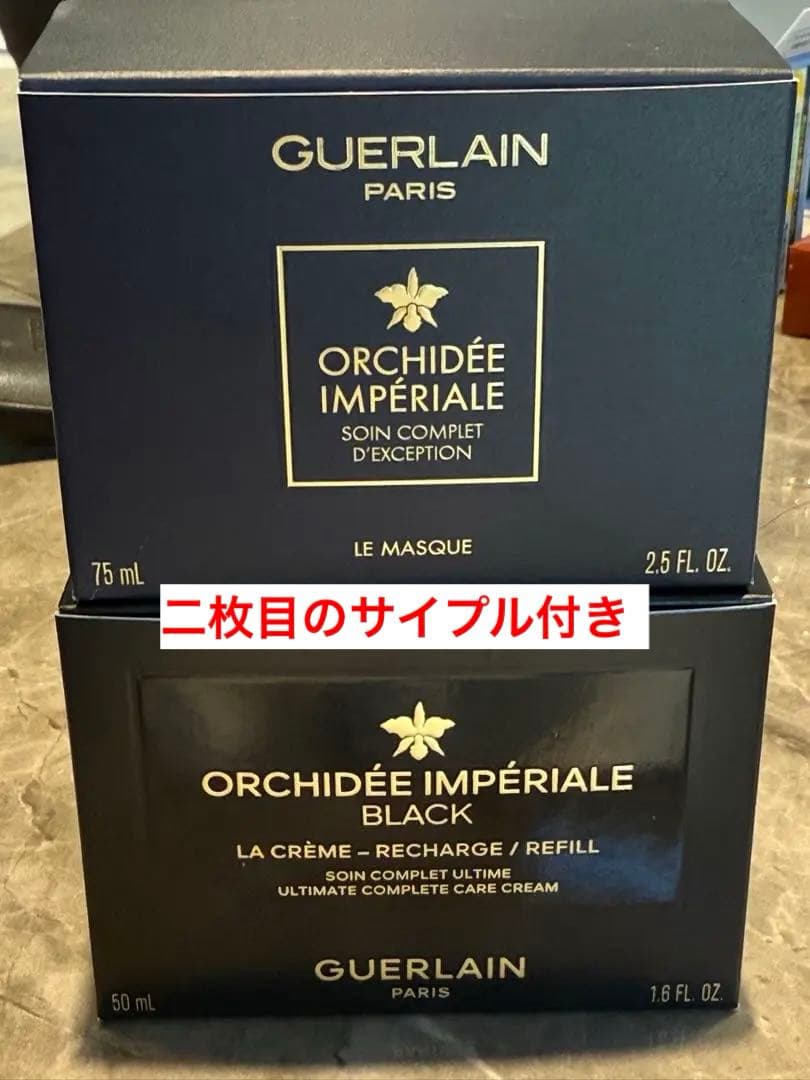 GUERLAIN
PARIS
ORCHIDÉE
IMPÉRIALE
SOIN COMPLET
D'EXCEPTION
LE MASQUE
75 mL
2.5 FL. OZ.
二枚目のサイプル付き
ORCHIDÉE IMPÉRIALE
BLACK
LA CRÈME – RECHARGE / REFILL
SOIN COMPLET ULTIME
ULTIMATE COMPLETE CARE CREAM
GUERLAIN
PARIS
50 mL
1.6 FL. OZ.